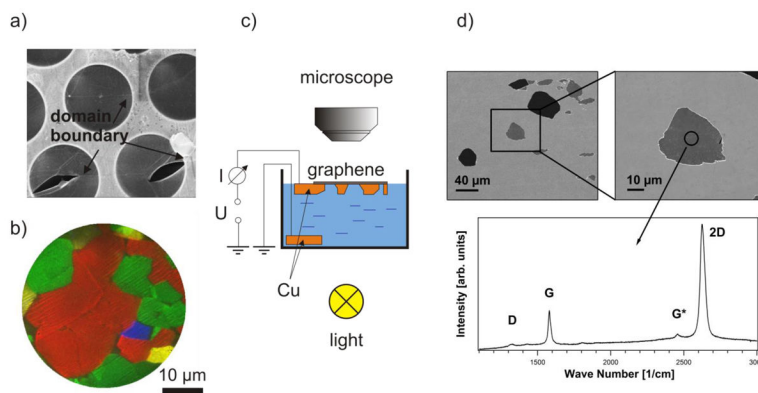 a)
domain
boundary
b)
10 µm
c)
microscope
graphene
I
U
Cu
light
d)
40 µm
10 µm
2D
G
G*
D
Intensity [arb. units]
1500
2000
2500
3000
Wave Number [1/cm]